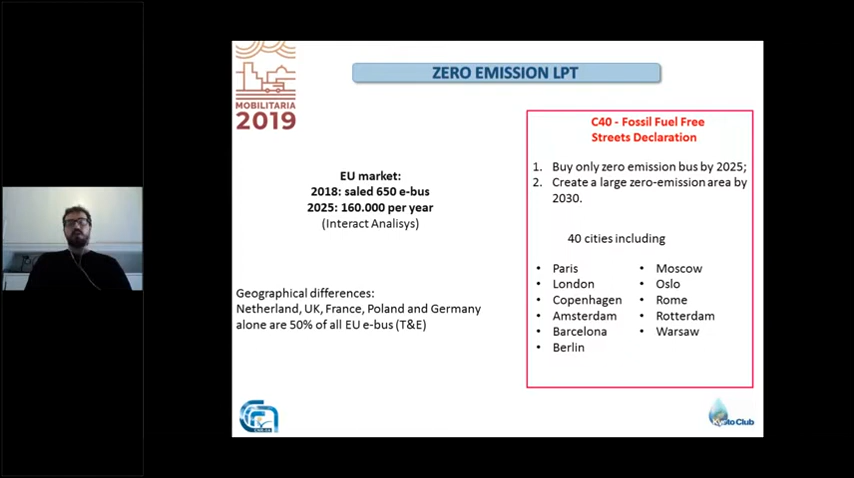 MOBILITARIA
2019
ZERO EMISSION LPT
EU market:
2018: saled 650 e-bus
2025: 160.000 per year
(Interact Analisys)
Geographical differences:
Netherland, UK, France, Poland and Germany
alone are 50% of all EU e-bus (T&E)
C40 - Fossil Fuel Free
Streets Declaration
1. Buy only zero emission bus by 2025;
2. Create a large zero-emission area by
2030.
40 cities including
• Paris
• London
• Copenhagen
• Amsterdam
• Barcelona
• Berlin
• Moscow
• Oslo
• Rome
• Rotterdam
• Warsaw
Kyoto Club